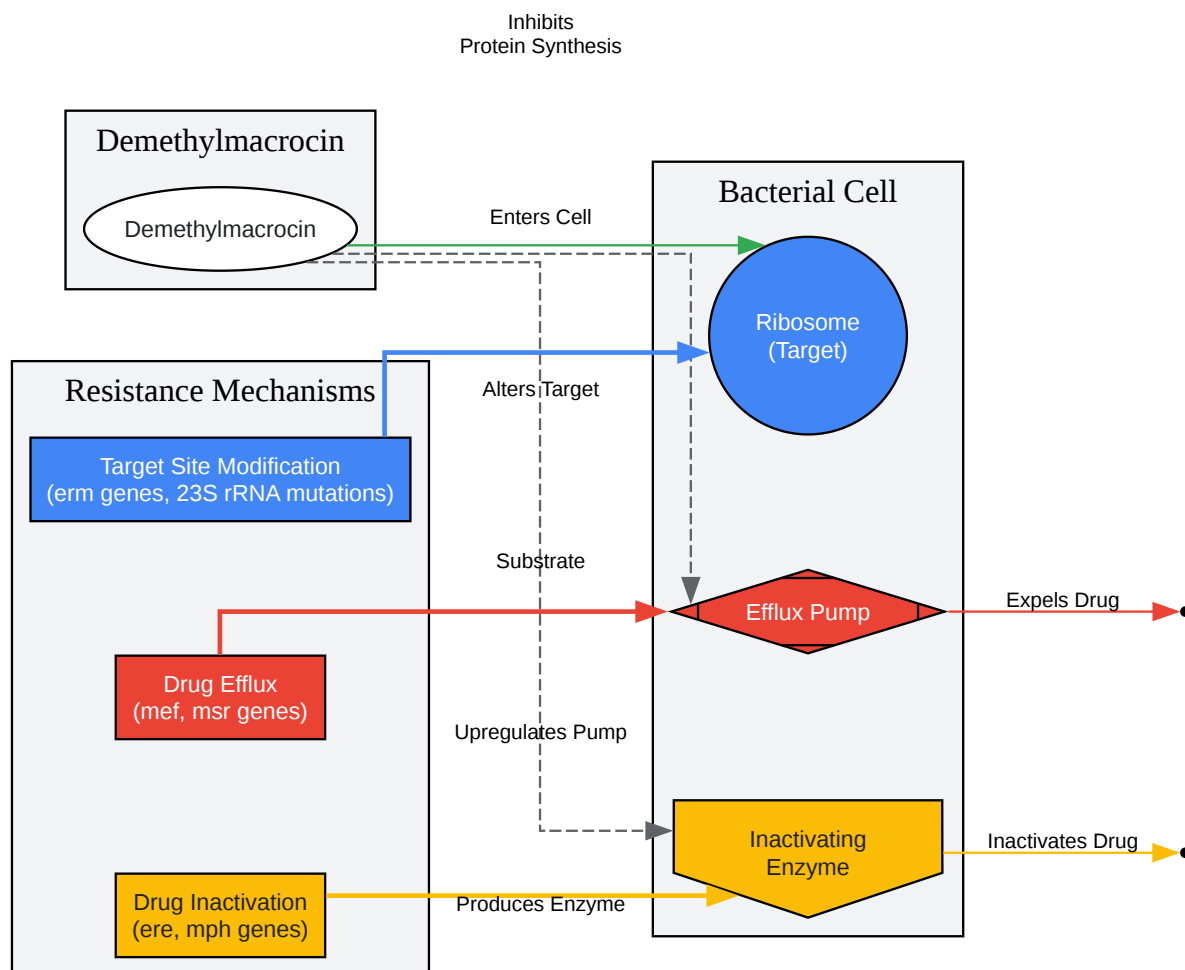 Inhibits
Protein Synthesis
Demethylmacrocin
Demethylmacrocin
Enters Cell
Bacterial Cell
Ribosome
(Target)
Alters Target
Resistance Mechanisms
Target Site Modification
(erm genes, 23S rRNA mutations)
Substrate
Efflux Pump
Expels Drug
Drug Efflux
(mef, msr genes)
Upregulates Pump
Inactivating
Enzyme
Inactivates Drug
Drug Inactivation
(ere, mph genes)
Produces Enzyme